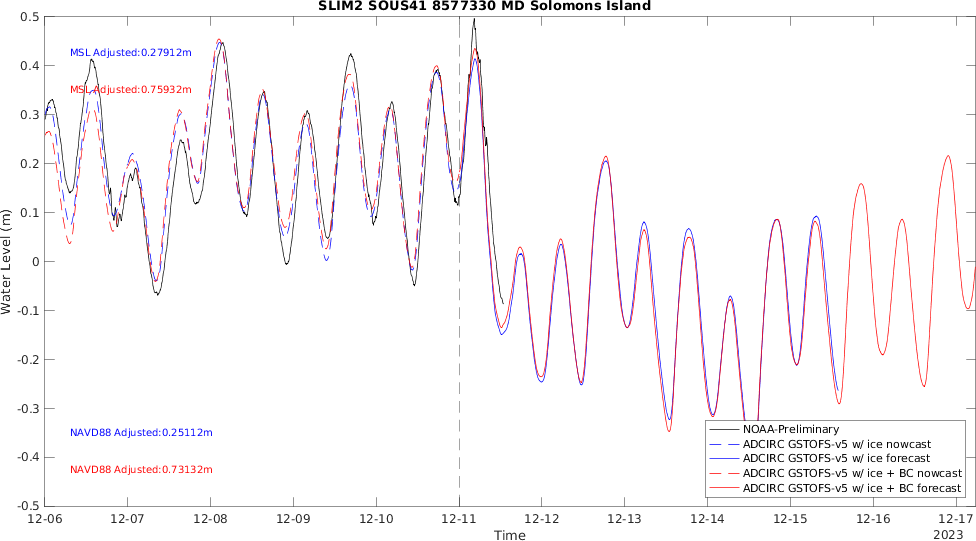 SLIM2 SOUS41 8577330 MD Solomons Island
0.5
0.4
0.3
0.2
0.1
0
-0.1
-0.2
-0.3
-0.4
-0.5
Water Level (m)
MSL Adjusted:0.27912m
MSL Adjusted:0.75932m
NAVD88 Adjusted:0.25112m
NAVD88 Adjusted:0.73132m
NOAA-Preliminary
ADCIRC GSTOFS-v5 w/ ice nowcast
ADCIRC GSTOFS-v5 w/ ice forecast
ADCIRC GSTOFS-v5 w/ ice + BC nowcast
ADCIRC GSTOFS-v5 w/ ice + BC forecast
12-06 12-07 12-08 12-09 12-10 12-11 12-12 12-13 12-14 12-15 12-16 12-17
Time 2023